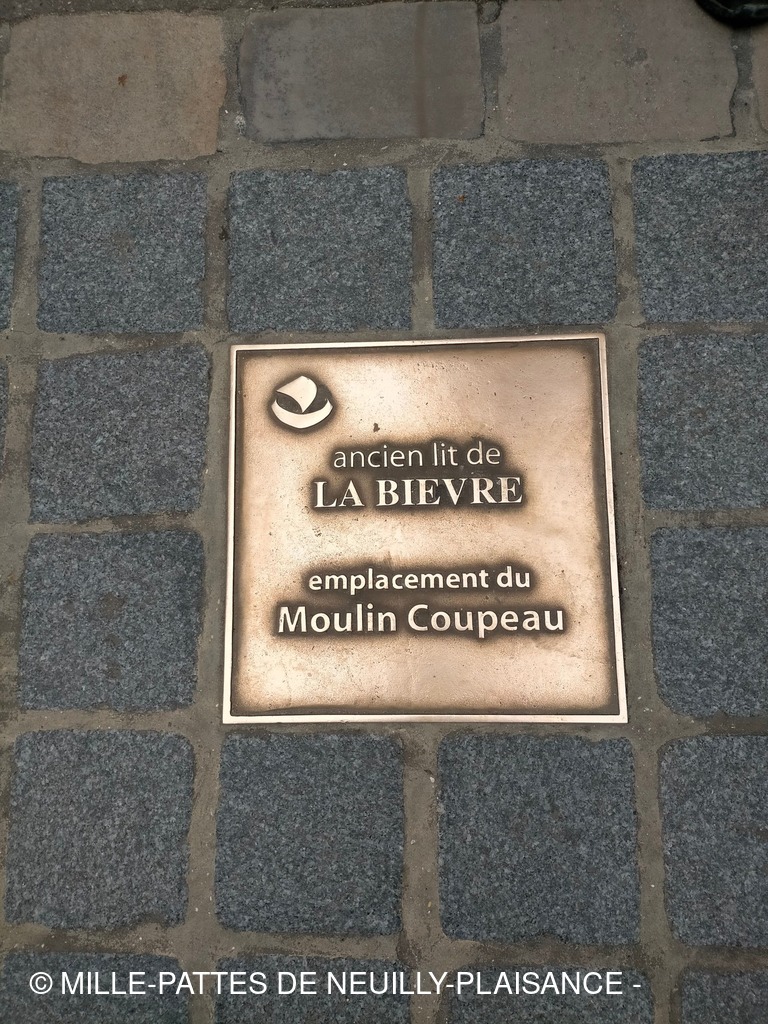 ancien lit de
LA BIEVRE
emplacement du
Moulin Coupeau
© MILLE-PATTES DE NEUILLY-PLAISANCE -